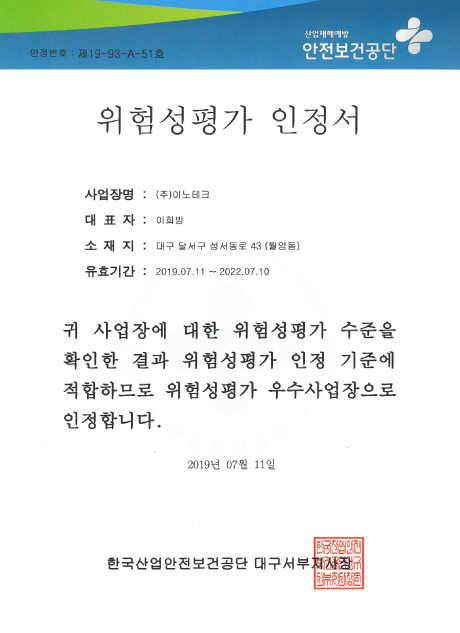 인정번호 : 제19-93-A-51호
산업재해예방
안전보건공단
위험성평가 인정서
사업장명 : (주)이노테크
대 표 자 : 이희방
소 재 지 : 대구 달서구 성서동로 43 (월암동)
유효기간 : 2019.07.11 ~ 2022.07.10
귀 사업장에 대한 위험성평가 수준을
확인한 결과 위험성평가 인정 기준에
적합하므로 위험성평가 우수사업장으로
인정합니다.
2019년 07월 11일
한국산업안전보건공단 대구서부지사장